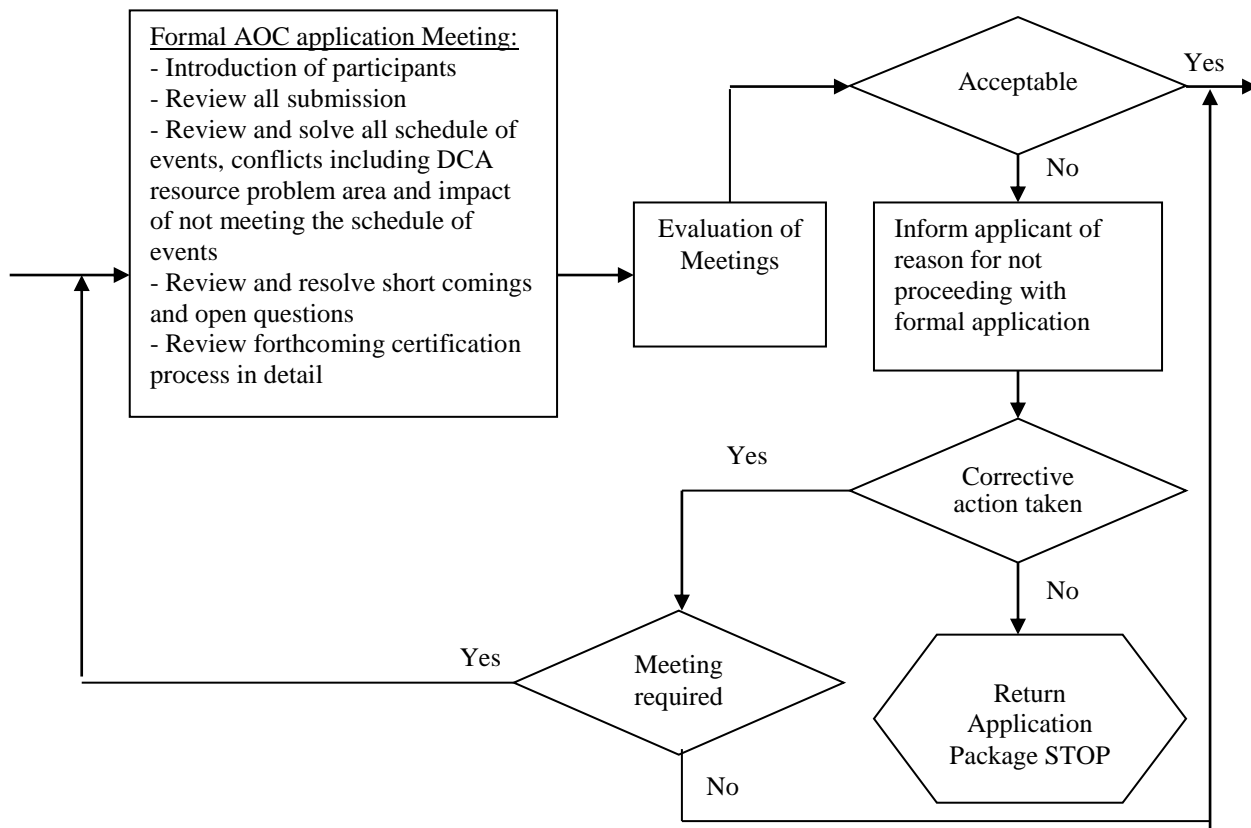 Formal AOC application Meeting:
- Introduction of participants
- Review all submission
- Review and solve all schedule of
events, conflicts including DCA
resource problem area and impact
of not meeting the schedule of
events
- Review and resolve short comings
and open questions
- Review forthcoming certification
process in detail
Evaluation of
Meetings
Acceptable
Yes
No
Inform applicant of
reason for not
proceeding with
formal application
Corrective
action taken
Yes
No
Meeting
required
Yes
No
Return
Application
Package STOP